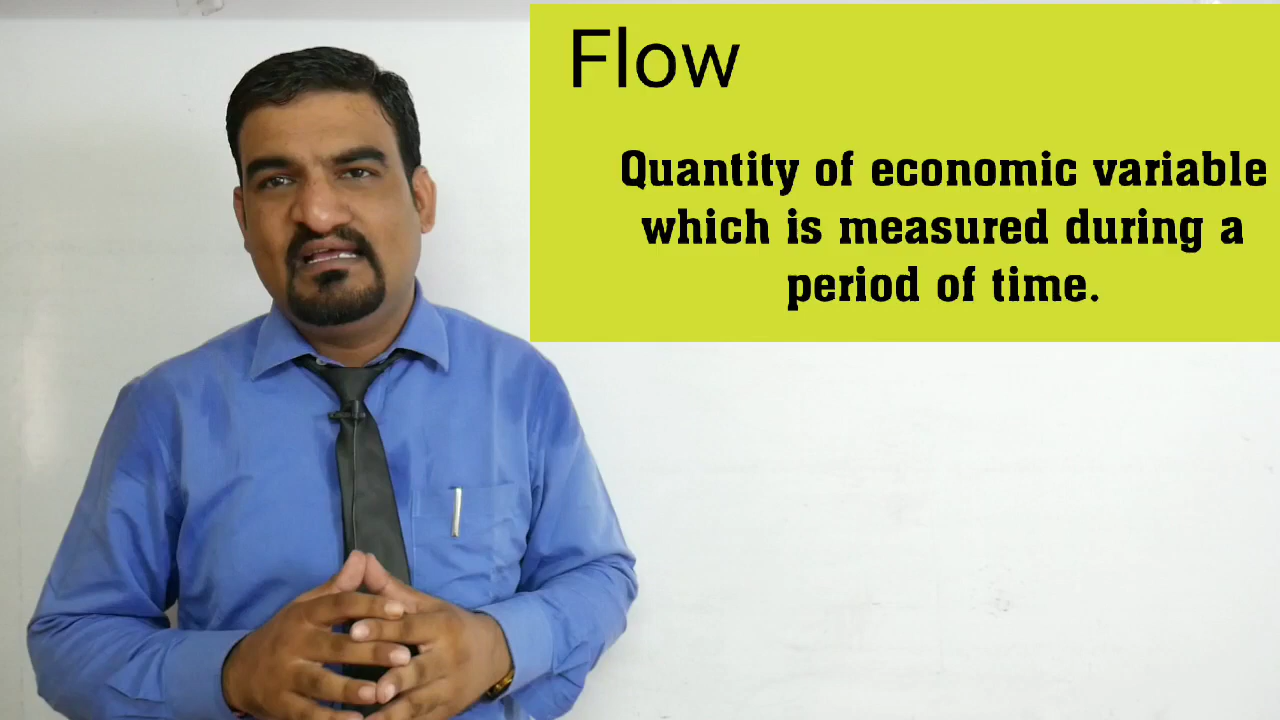 Flow
Quantity of economic variable
which is measured during a
period of time.